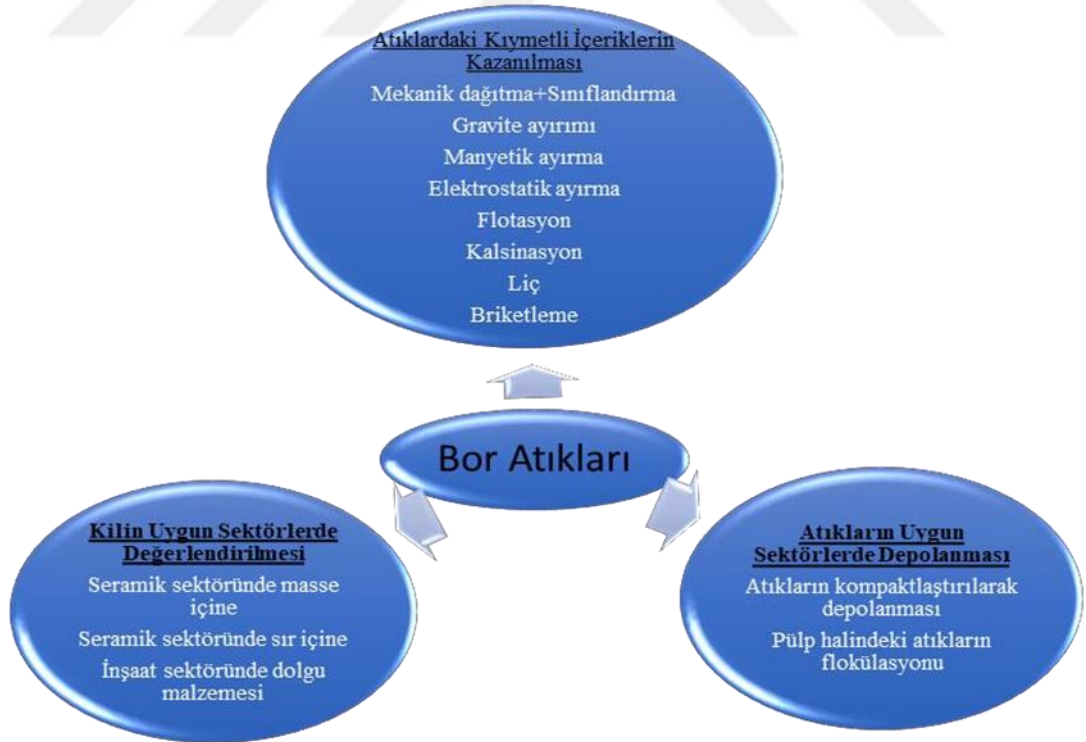 Atıklardaki Kıymetli İçeriklerin
Kazanılması
Mekanik dağıtma+Sınıflandırma
Gravite ayırımı
Manyetik ayırma
Elektrostatik ayırma
Flotasyon
Kalsinasyon
Liç
Briketleme
Bor Atıkları
Kilin Uygun Sektörlerde
Değerlendirilmesi
Seramik sektöründe masse
içine
Seramik sektöründe sır içine
İnşaat sektöründe dolgu
malzemesi
Atıkların Uygun
Sektörlerde Depolanması
Atıkların kompaktlaştırılarak
depolanması
Pülp halindeki atıkların
flokülasyonu